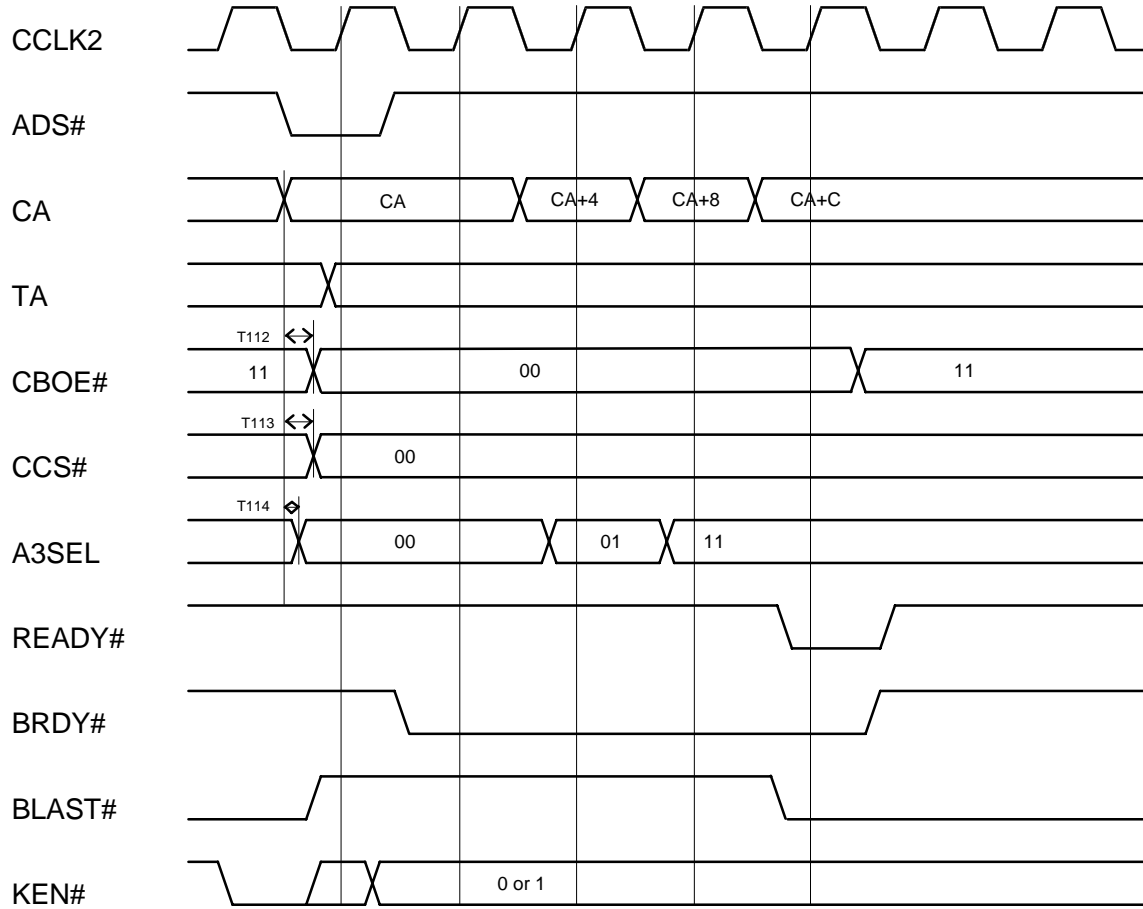 CCLK2
ADS#
CA CA CA+4 CA+8 CA+C
TA
T112
CBOE# 11 00 11
T113
CCS# 00
T114
A3SEL 00 01 11
READY#
BRDY#
BLAST#
KEN# 0 or 1